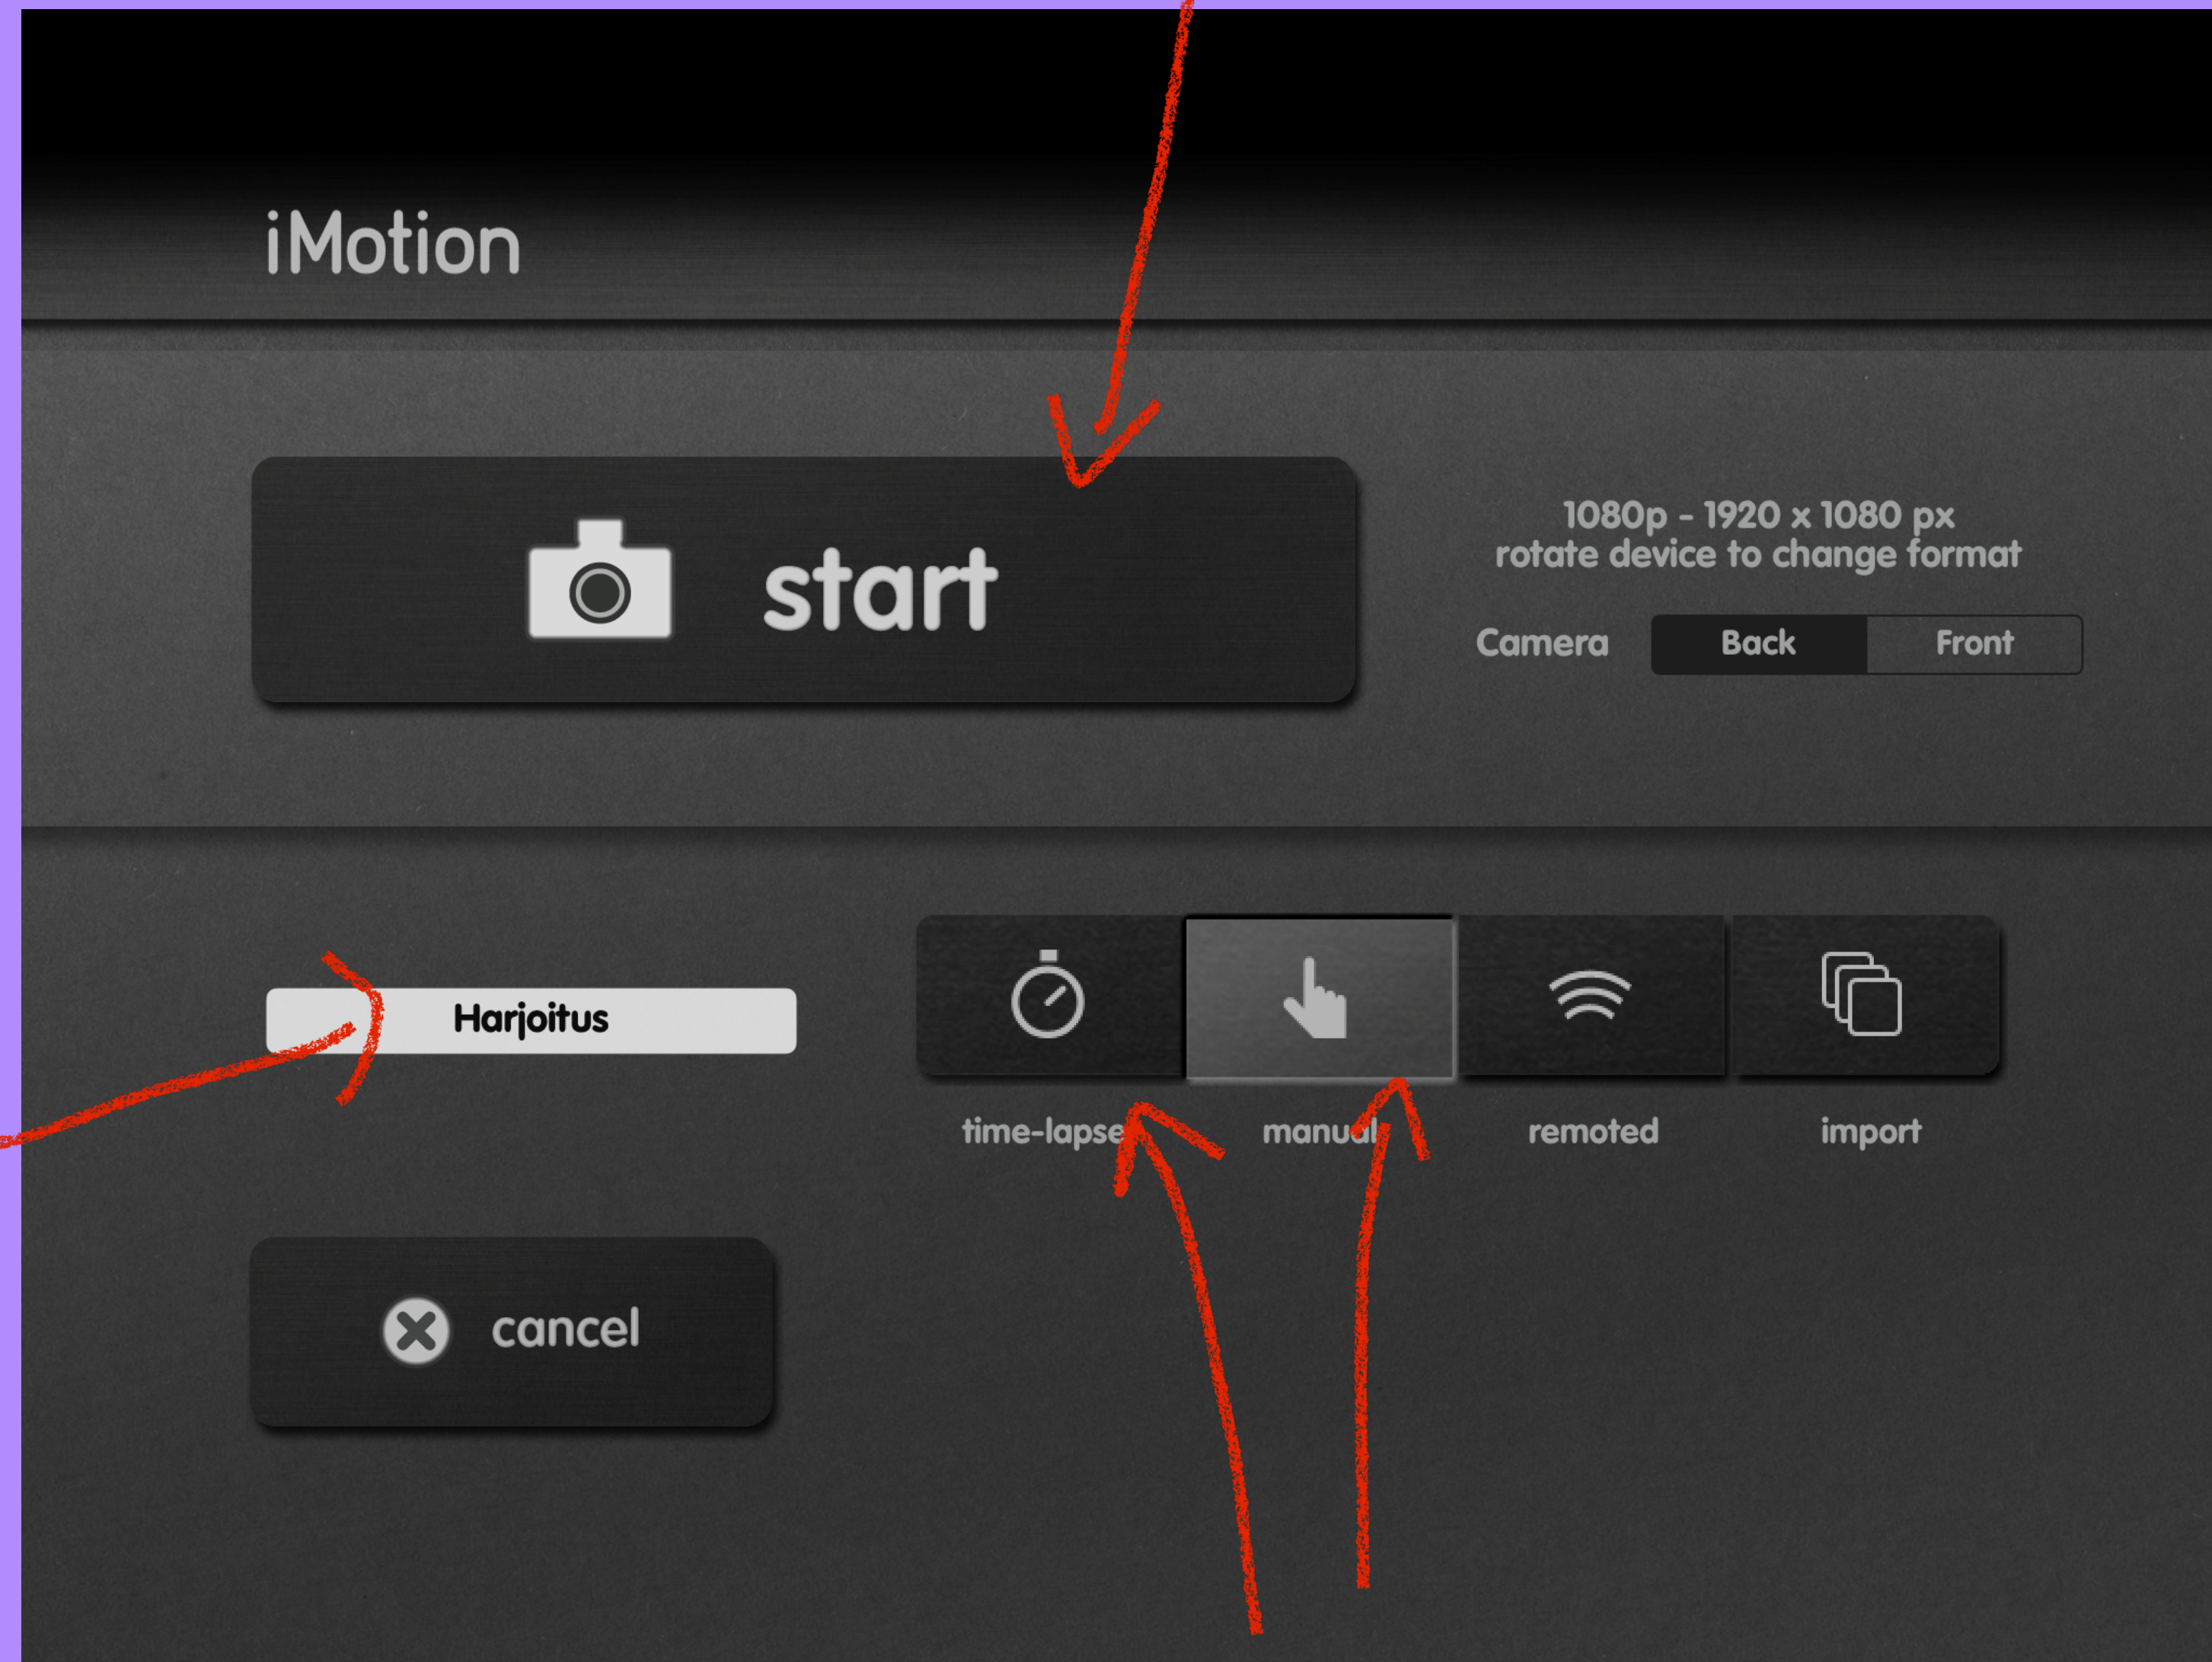 iMotion
start
1080p - 1920 x 1080 px
rotate device to change format
Camera Back Front
Harjoitus
time-lapse manual remoted import
cancel